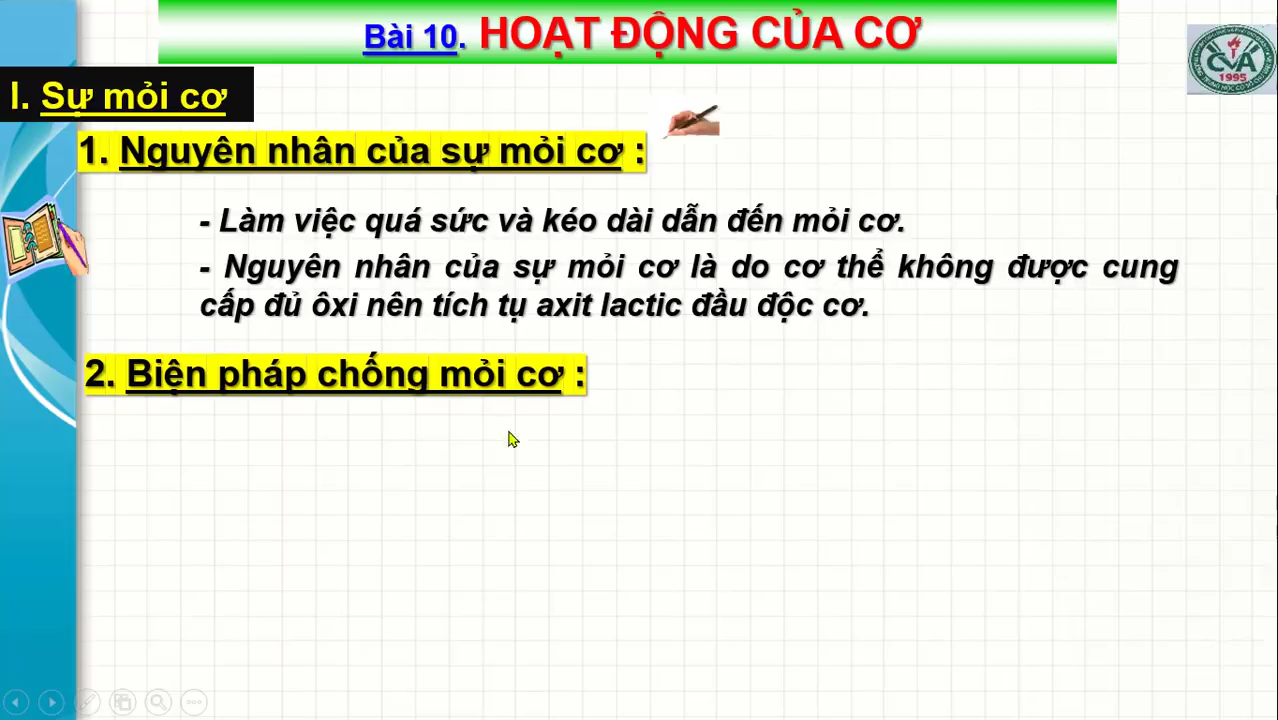 Bài 10. HOẠT ĐỘNG CỦA CƠ
CVA
1995
I. Sự mỏi cơ
1. Nguyên nhân của sự mỏi cơ :
- Làm việc quá sức và kéo dài dẫn đến mỏi cơ.
- Nguyên nhân của sự mỏi cơ là do cơ thể không được cung
cấp đủ ôxi nên tích tụ axit lactic đầu độc cơ.
2. Biện pháp chống mỏi cơ :